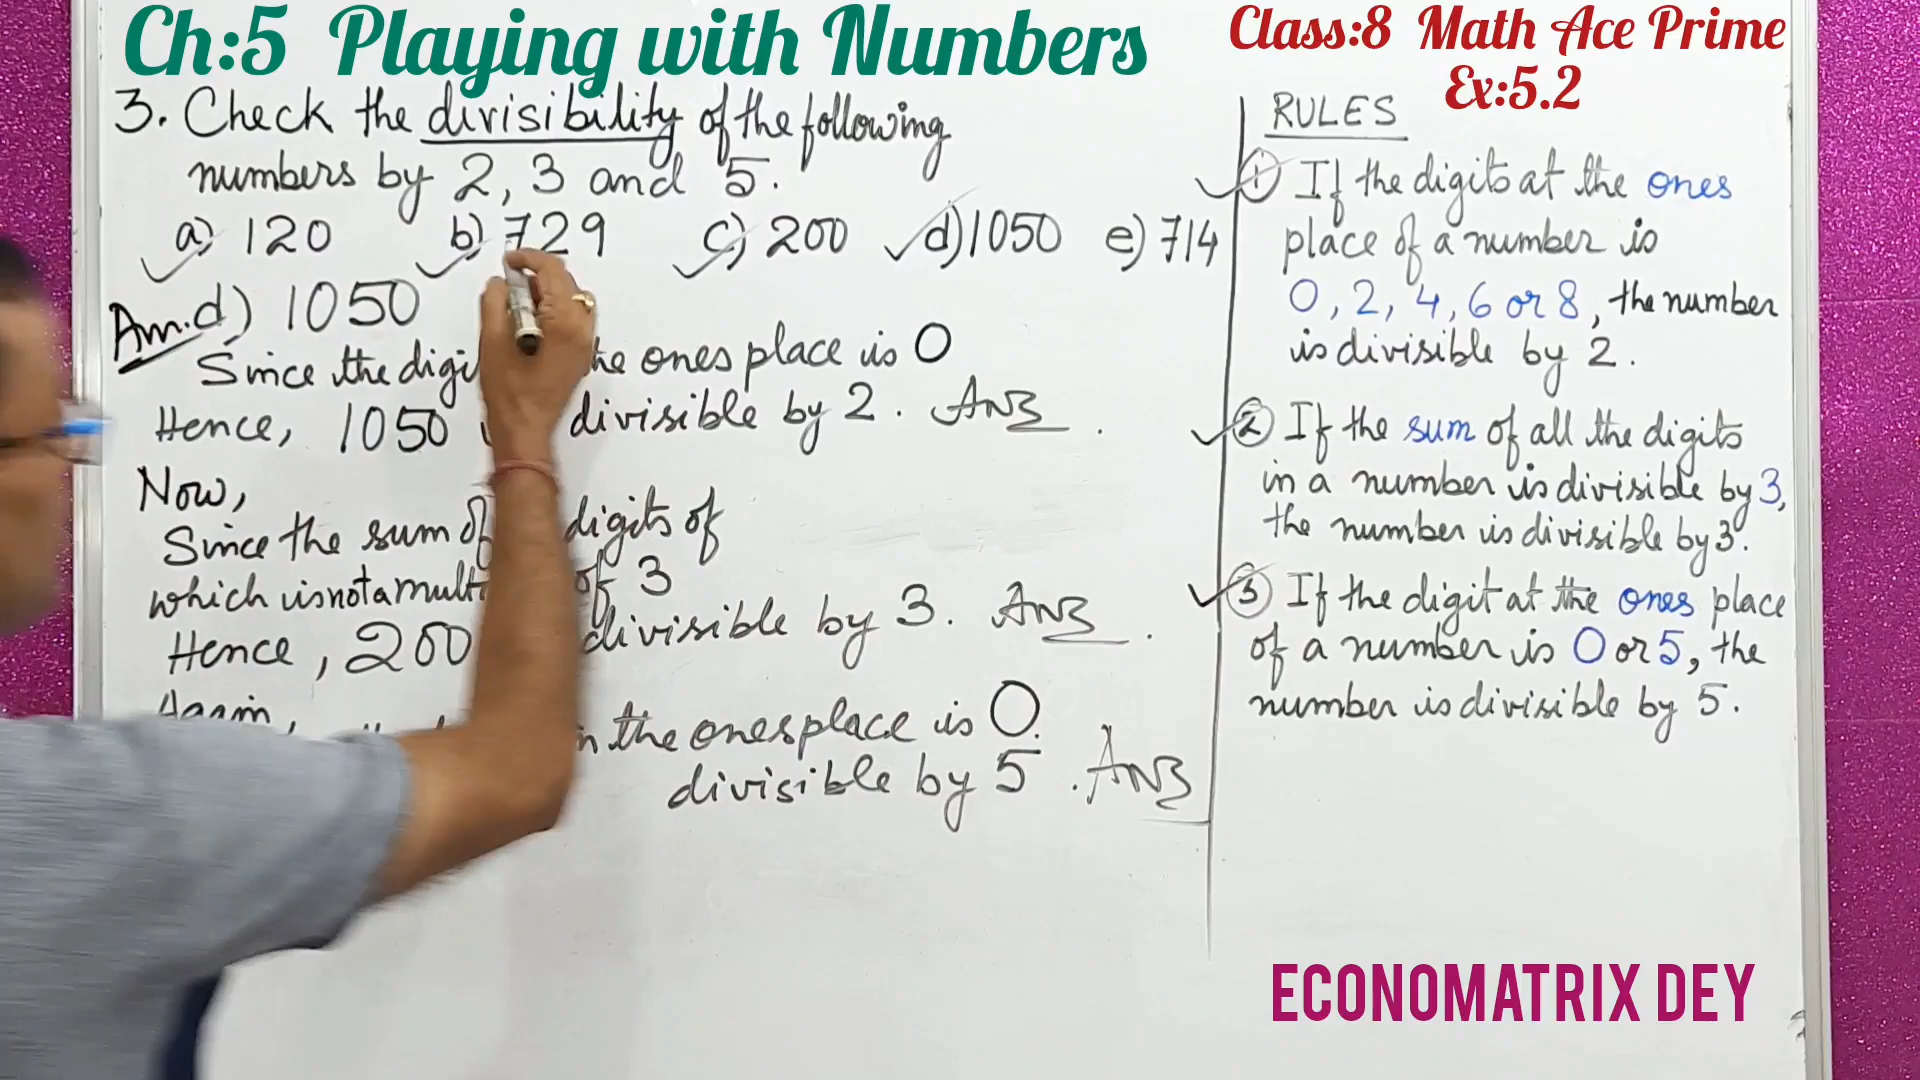 Ch:5 Playing with Numbers
Class:8 Math Ace Prime
Ex:5.2
3. Check the divisibility of the following
numbers by 2, 3 and 5.
a) 120 b) 729 c) 200 d) 1050 e) 714
Ans. d) 1050
Since the digi the ones place is 0
Hence, 1050 divisible by 2. Ans
Now,
Since the sum of digits of
which is not a mult of 3
Hence, 200 divisible by 3. Ans
Again,
in the ones place is 0.
divisible by 5. Ans
RULES
① If the digits at the ones
place of a number is
0, 2, 4, 6 or 8, the number
is divisible by 2.
② If the sum of all the digits
in a number is divisible by 3,
the number is divisible by 3.
③ If the digit at the ones place
of a number is 0 or 5, the
number is divisible by 5.
ECONOMATRIX DEY